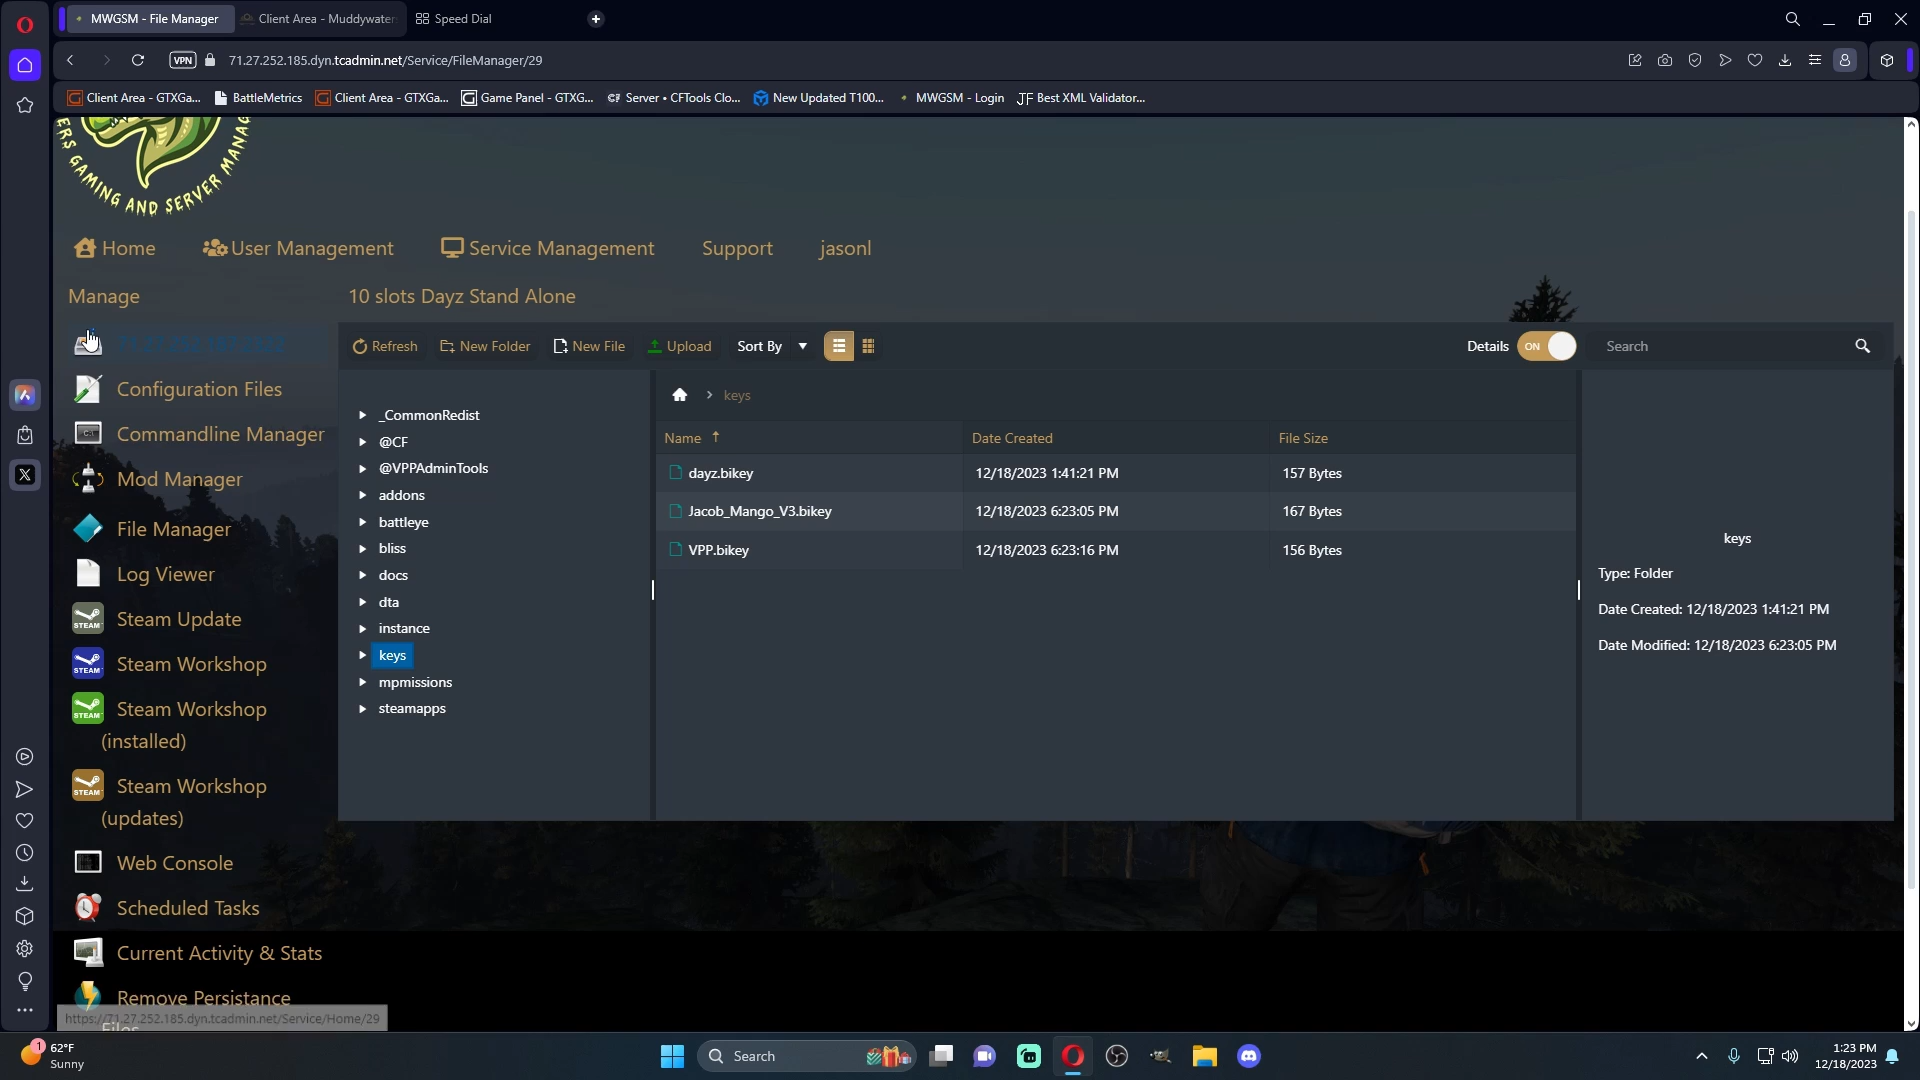 MWGSM - File Manager
Client Area - Muddywater
Speed Dial
VPN
71.27.252.185.dyn.tcadmin.net/Service/FileManager/29
Client Area - GTXGa...
BattleMetrics
Client Area - GTXGa...
Game Panel - GTXG...
Server • CFTools Clo...
New Updated T100...
MWGSM - Login
Best XML Validator...
ERS GAMING AND SERVER MANAG
Home
User Management
Service Management
Support
jasonl
Manage
10 slots Dayz Stand Alone
Refresh
New Folder
New File
Upload
Sort By
Details
ON
Search
Configuration Files
Commandline Manager
Mod Manager
File Manager
Log Viewer
Steam Update
Steam Workshop
Steam Workshop
(installed)
Steam Workshop
(updates)
Web Console
Scheduled Tasks
Current Activity & Stats
Remove Persistance
Files
_CommonRedist
@CF
@VPPAdminTools
addons
battleye
bliss
docs
dta
instance
keys
mpmissions
steamapps
keys
Name
Date Created
File Size
dayz.bikey
12/18/2023 1:41:21 PM
157 Bytes
Jacob_Mango_V3.bikey
12/18/2023 6:23:05 PM
167 Bytes
VPP.bikey
12/18/2023 6:23:16 PM
156 Bytes
keys
Type: Folder
Date Created: 12/18/2023 1:41:21 PM
Date Modified: 12/18/2023 6:23:05 PM
https://71.27.252.185.dyn.tcadmin.net/Service/Home/29
1
62°F
Sunny
Search
1:23 PM
12/18/2023